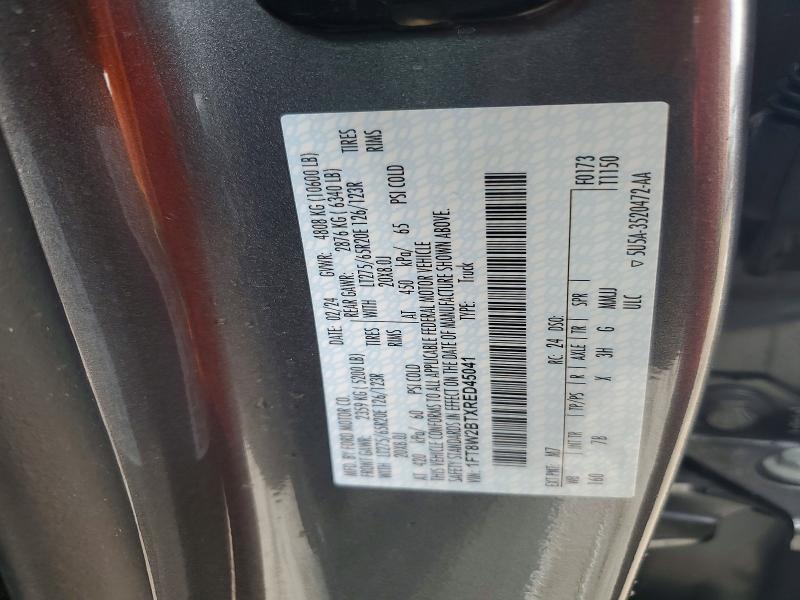 MFD. BY FORD MOTOR CO. DATE: 02/24 GVWR: 4808 KG (10600 LB)
FRONT GAWR: 2359 KG ( 5200 LB) REAR GAWR: 2876 KG ( 6340 LB)
WITH LT275/65R20E 126/123R TIRES WITH LT275/65R20E 126/123R TIRES
20X8.0J RIMS 20X8.0J RIMS
AT 420 kPa/ 60 PSI COLD AT 450 kPa/ 65 PSI COLD
THIS VEHICLE CONFORMS TO ALL APPLICABLE FEDERAL MOTOR VEHICLE
SAFETY STANDARDS IN EFFECT ON THE DATE OF MANUFACTURE SHOWN ABOVE.
VIN: 1FT8W2BTXRED45041 TYPE: Truck
EXT PNT: M7 RC: 24 DSO: F0173
WB INT TR TP/PS R AXLE TR SPR T1150
160 7B X 3H G MMUJ
ULC ▽ 5U5A-3520472-AA